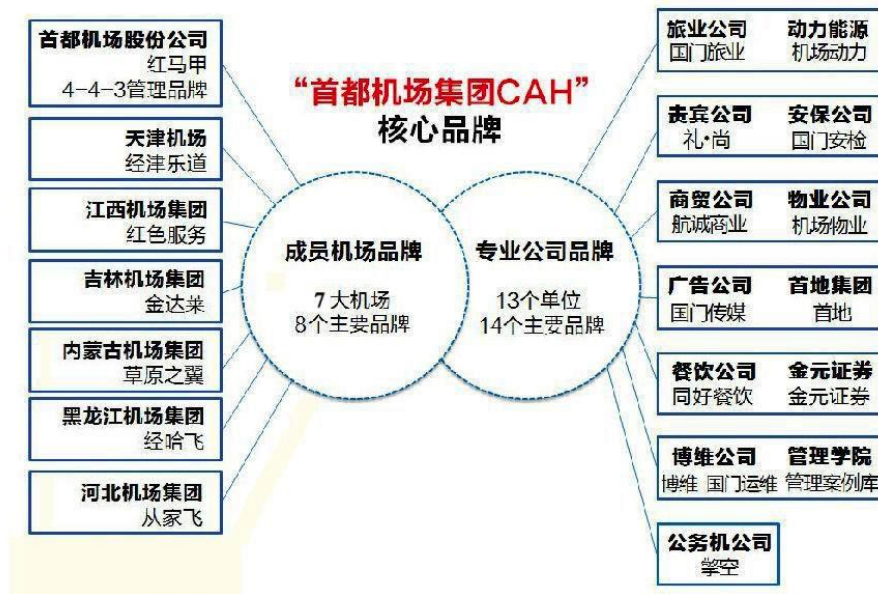 “首都机场集团CAH”
核心品牌
首都机场股份公司
红马甲
4-4-3管理品牌
天津机场
经津乐道
江西机场集团
红色服务
吉林机场集团
金达莱
内蒙古机场集团
草原之翼
黑龙江机场集团
经哈飞
河北机场集团
从家飞
成员机场品牌
7大机场
8个主要品牌
专业公司品牌
13个单位
14个主要品牌
旅业公司 动力能源
国门旅业 机场动力
贵宾公司 安保公司
礼·尚 国门安检
商贸公司 物业公司
航诚商业 机场物业
广告公司 首地集团
国门传媒 首地
餐饮公司 金元证券
同好餐饮 金元证券
博维公司 管理学院
博维 国门运维 管理案例库
公务机公司
擎空